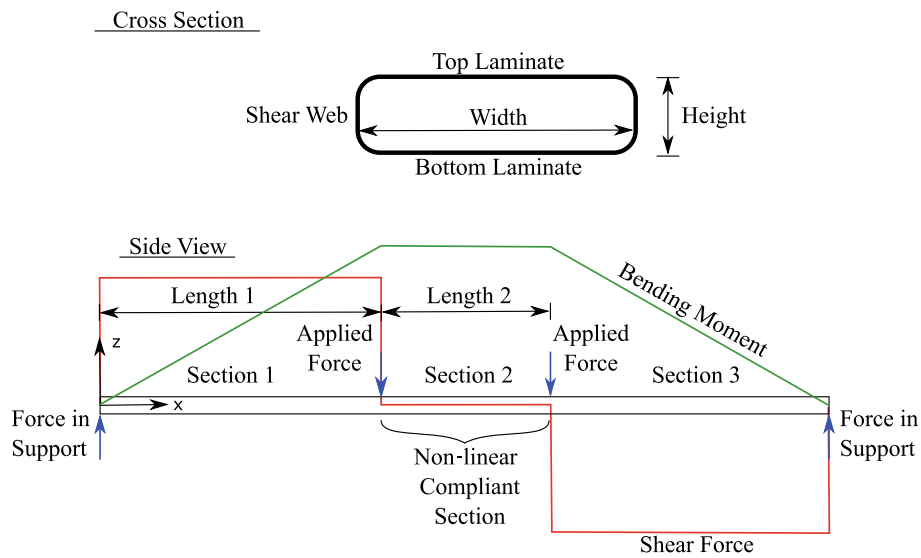 Cross Section
Top Laminate
Shear Web
Width
Height
Bottom Laminate
Side View
Length 1
Length 2
Bending Moment
Applied
Force
Applied
Force
z
Section 1
Section 2
Section 3
x
Force in
Support
Force in
Support
Non-linear
Compliant
Section
Shear Force